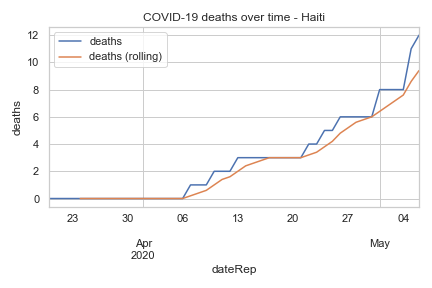 COVID-19 deaths over time - Haiti
deaths
deaths (rolling)
12
10
8
6
4
2
0
deaths
23 30 06 13 20 27 04
Apr May
2020
dateRep